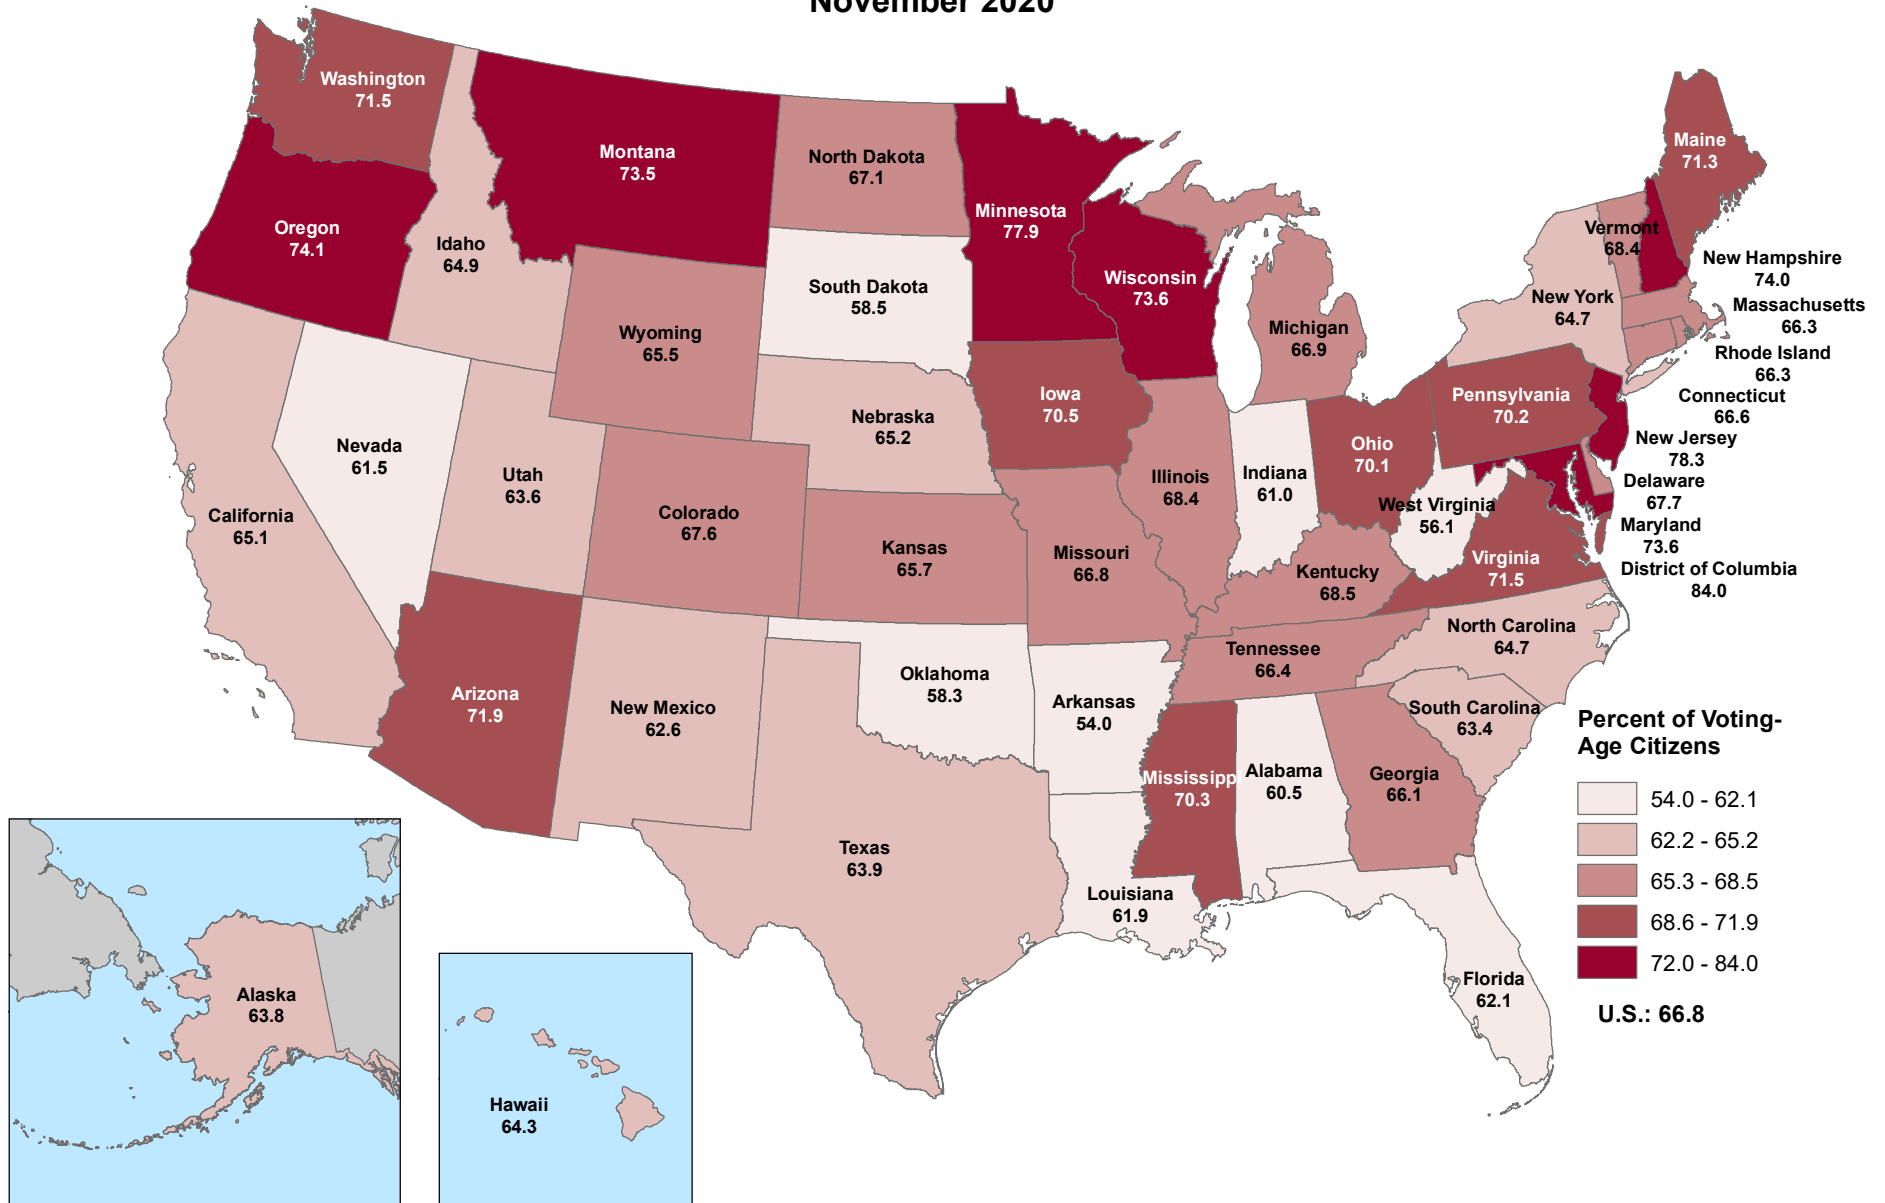 November 2020
Washington
71.5
Oregon
74.1
Idaho
64.9
Montana
73.5
North Dakota
67.1
Minnesota
77.9
South Dakota
58.5
Wyoming
65.5
Wisconsin
73.6
Michigan
66.9
Maine
71.3
Vermont
68.4
New Hampshire
74.0
New York
64.7
Massachusetts
66.3
Rhode Island
66.3
Connecticut
66.6
New Jersey
78.3
Delaware
67.7
Maryland
73.6
District of Columbia
84.0
Pennsylvania
70.2
Iowa
70.5
Nebraska
65.2
Nevada
61.5
Utah
63.6
California
65.1
Colorado
67.6
Kansas
65.7
Missouri
66.8
Illinois
68.4
Indiana
61.0
Ohio
70.1
West Virginia
56.1
Virginia
71.5
Kentucky
68.5
Tennessee
66.4
North Carolina
64.7
South Carolina
63.4
Arizona
71.9
New Mexico
62.6
Oklahoma
58.3
Arkansas
54.0
Mississippi
70.3
Alabama
60.5
Georgia
66.1
Texas
63.9
Louisiana
61.9
Florida
62.1
Alaska
63.8
Hawaii
64.3
Percent of Voting-
Age Citizens
54.0 - 62.1
62.2 - 65.2
65.3 - 68.5
68.6 - 71.9
72.0 - 84.0
U.S.: 66.8